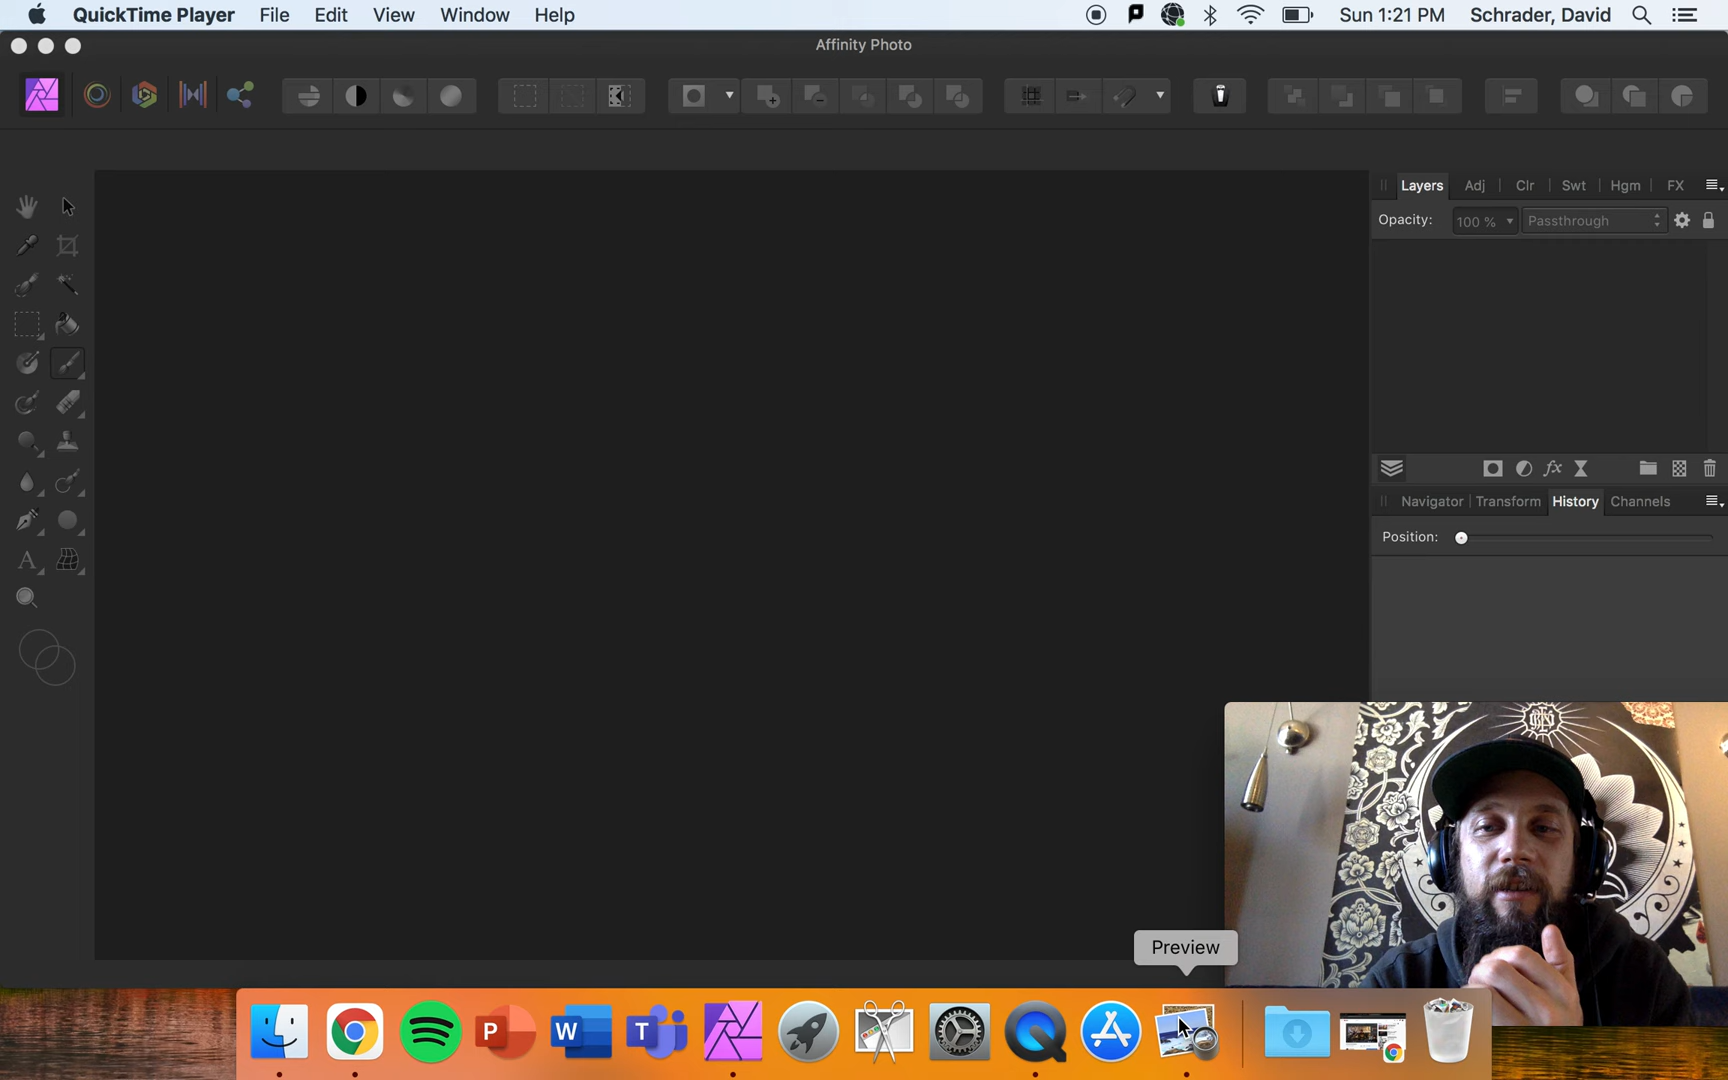 QuickTime Player File Edit View Window Help Sun 1:21 PM Schrader, David
Affinity Photo
Layers Adj Clr Swt Hgm FX
Opacity: 100 % Passthrough
fx
Navigator Transform History Channels
Position:
A
Preview
P W T